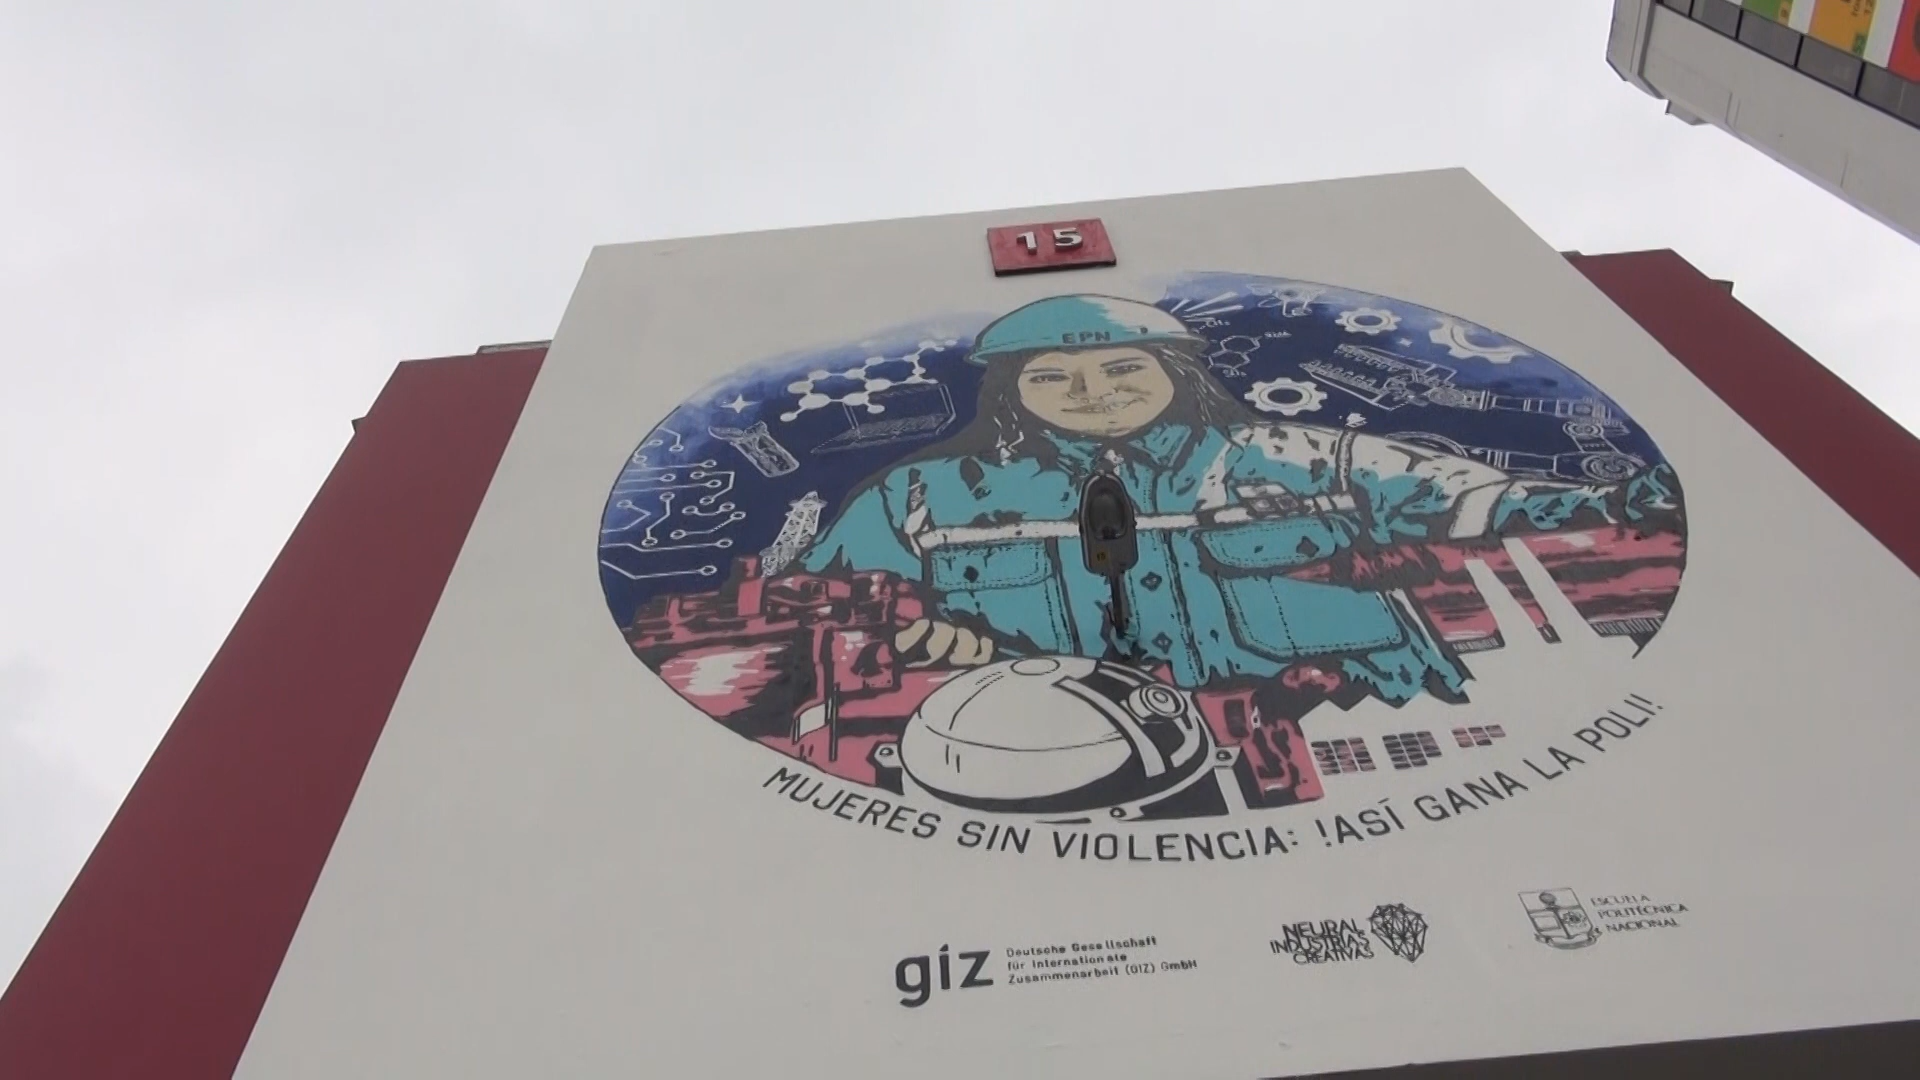 15
EPN
MUJERES SIN VIOLENCIA: !ASÍ GANA LA POLI!!
giz
Deutsche Gesellschaft
für Internationale
Zusammenarbeit (GIZ) GmbH
NEURAL
INDUSTRIAS
CREATIVAS
ESCUELA
POLITÉCNICA
NACIONAL